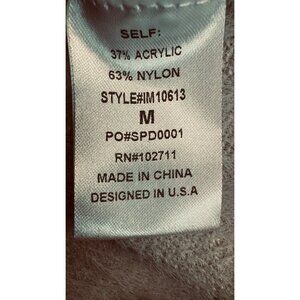 SELF:
37% ACRYLIC
63% NYLON
STYLE#IM10613
M
PO#SPD0001
RN#102711
MADE IN CHINA
DESIGNED IN U.S.A